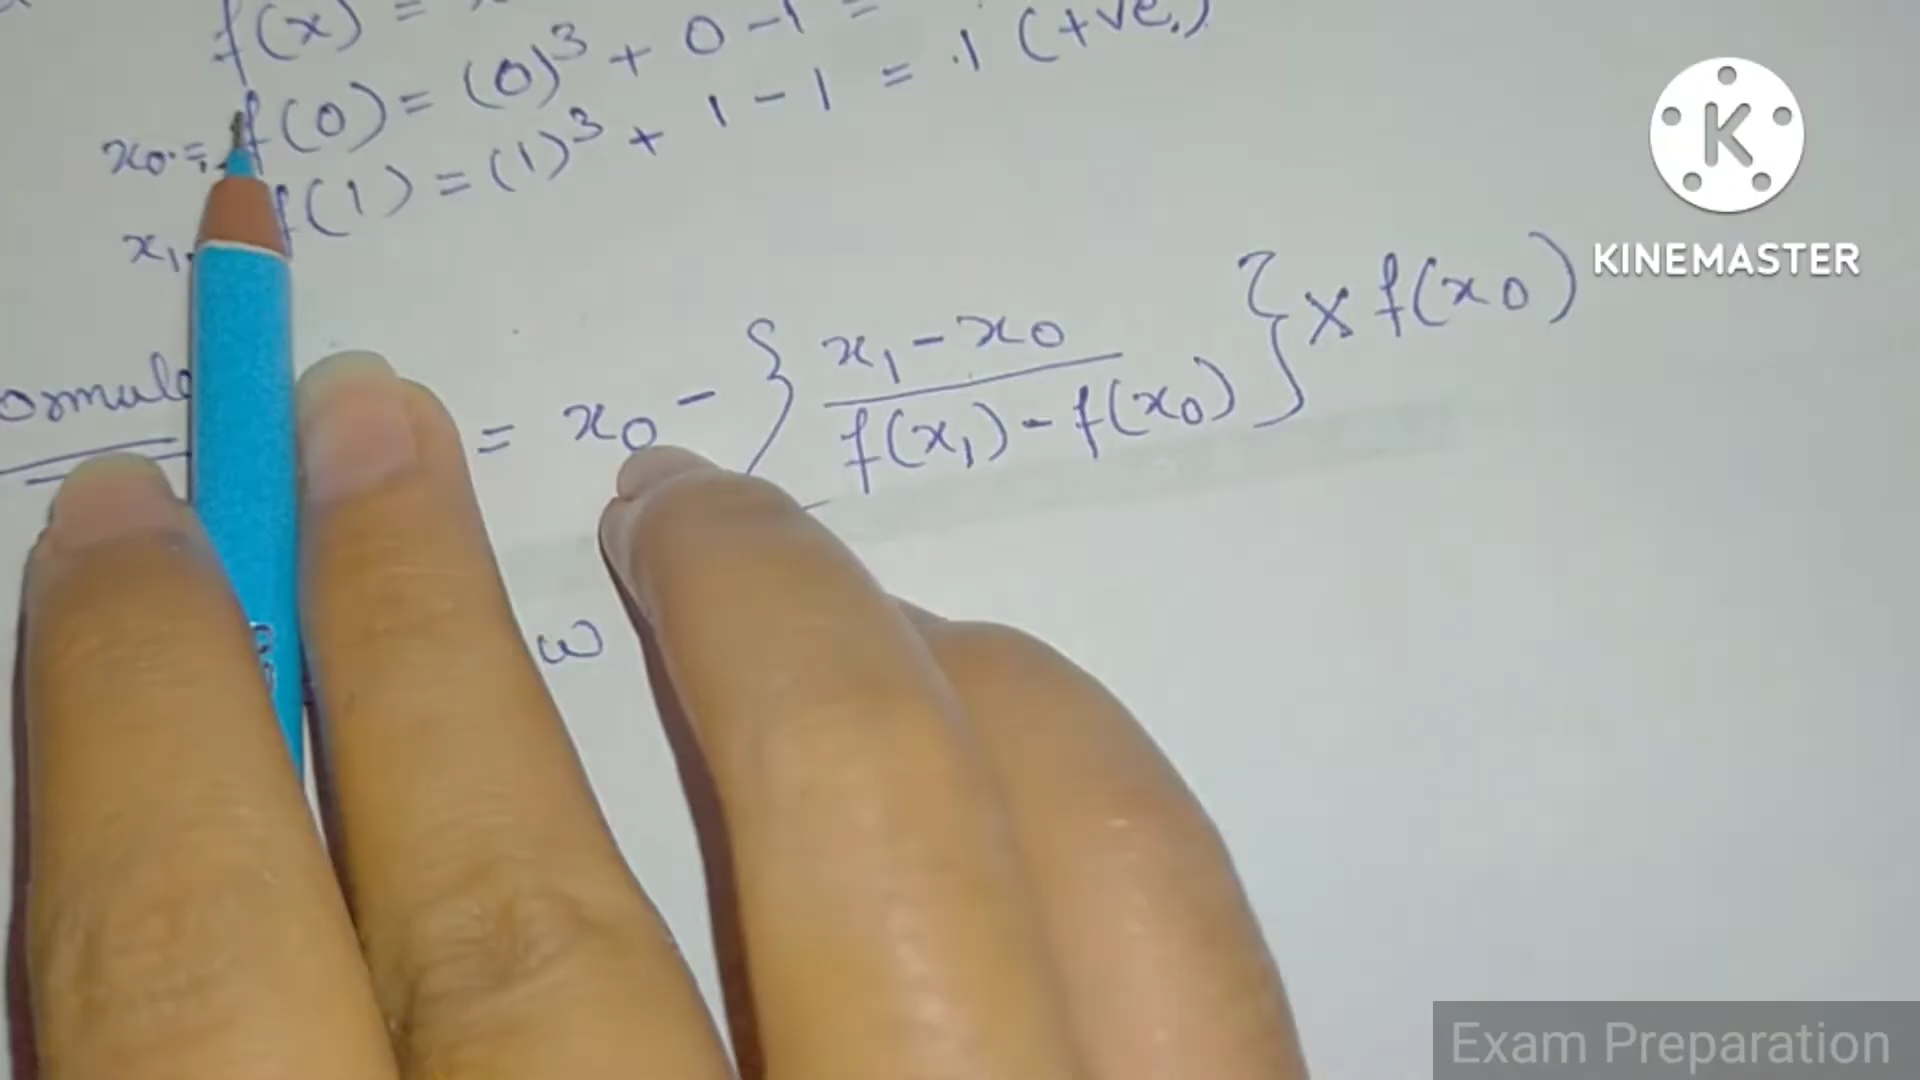 f(x) =
x0 = f(0) = (0)³ + 0 - 1 =
x1 f(1) = (1)³ + 1 - 1 = .1 (+ve.)
KINEMASTER
= x0 - { x1 - x0 / f(x1) - f(x0) } × f(x0)
w
Exam Preparation